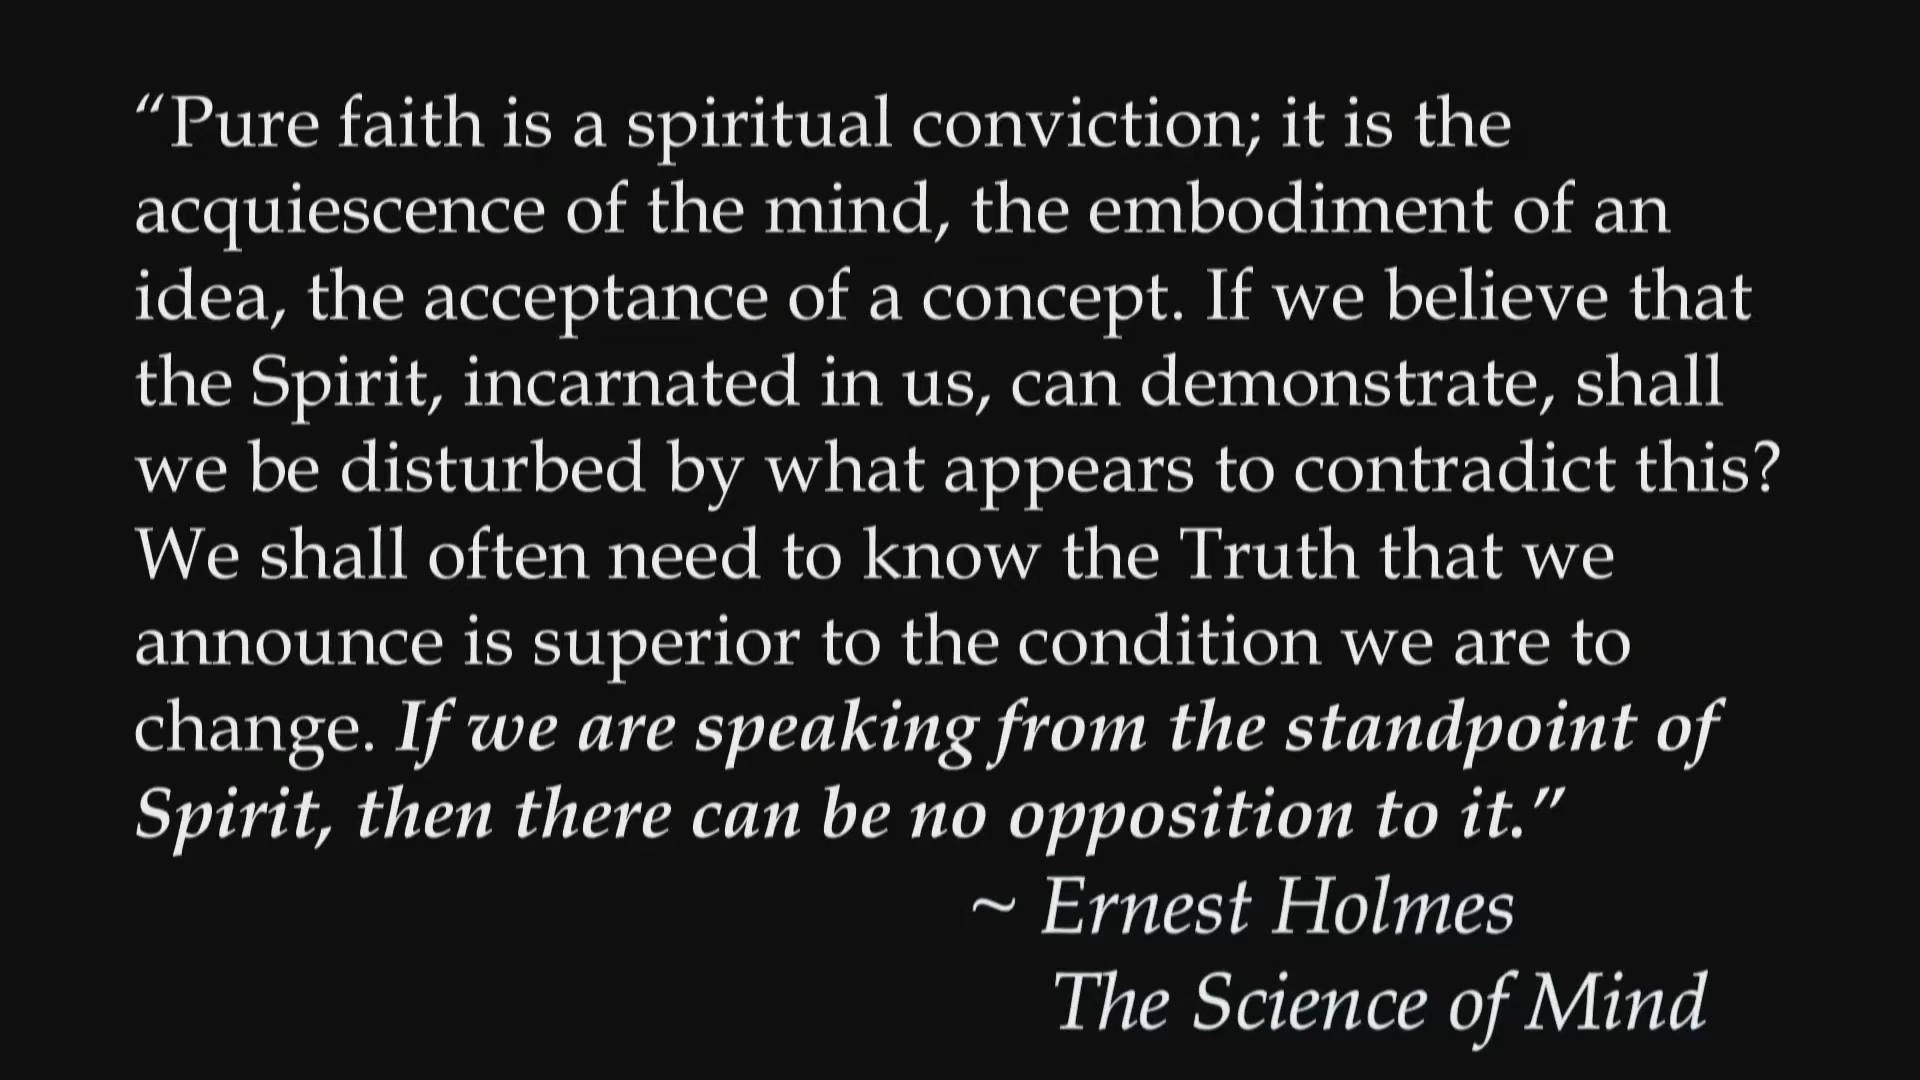 “Pure faith is a spiritual conviction; it is the
acquiescence of the mind, the embodiment of an
idea, the acceptance of a concept. If we believe that
the Spirit, incarnated in us, can demonstrate, shall
we be disturbed by what appears to contradict this?
We shall often need to know the Truth that we
announce is superior to the condition we are to
change. If we are speaking from the standpoint of
Spirit, then there can be no opposition to it.”
~ Ernest Holmes
The Science of Mind